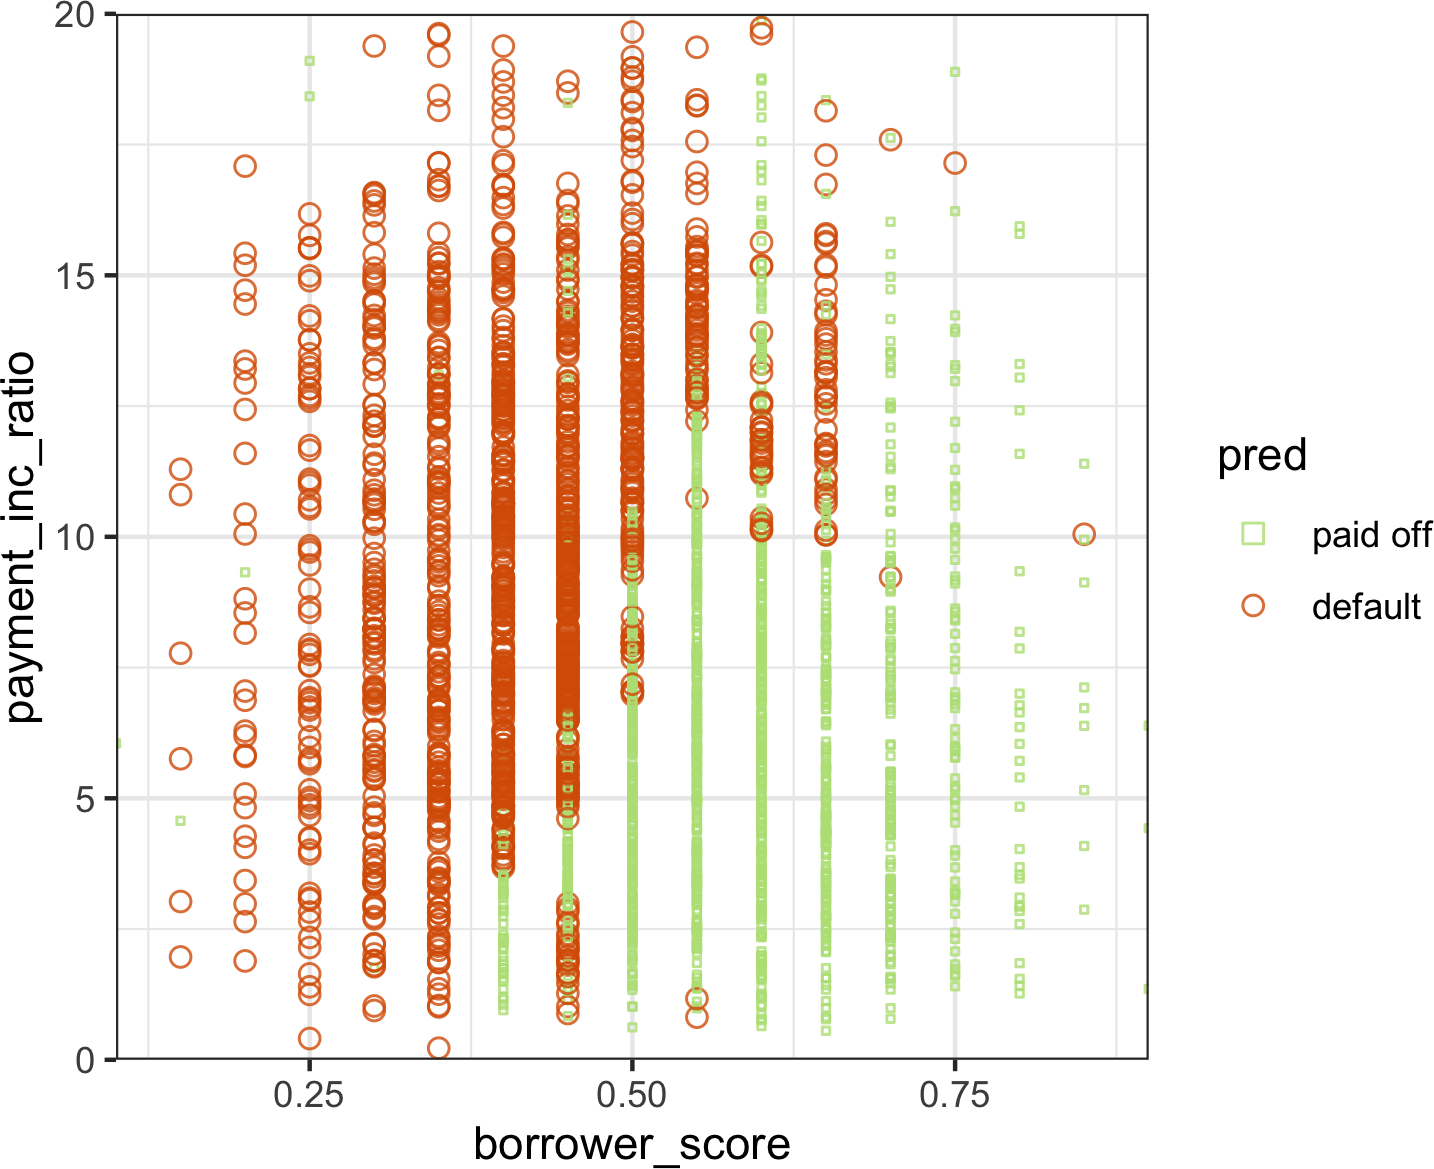 20
15
10
5
0
payment_inc_ratio
0.25 0.50 0.75
borrower_score
pred
paid off
default